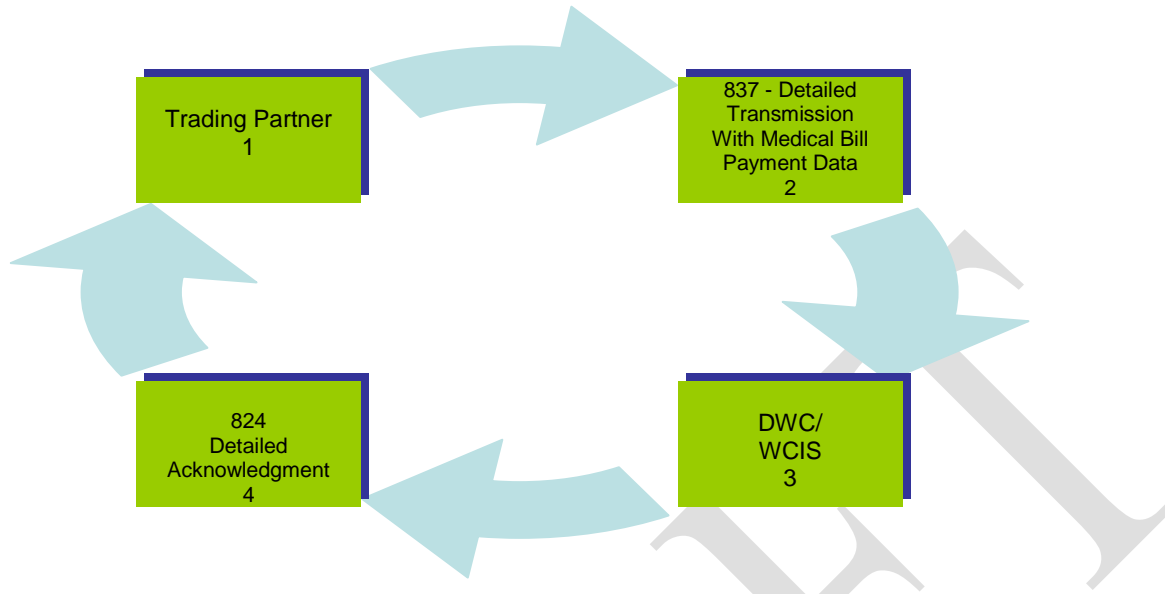 Trading Partner
1
837 - Detailed
Transmission
With Medical Bill
Payment Data
2
824
Detailed
Acknowledgment
4
DWC/
WCIS
3